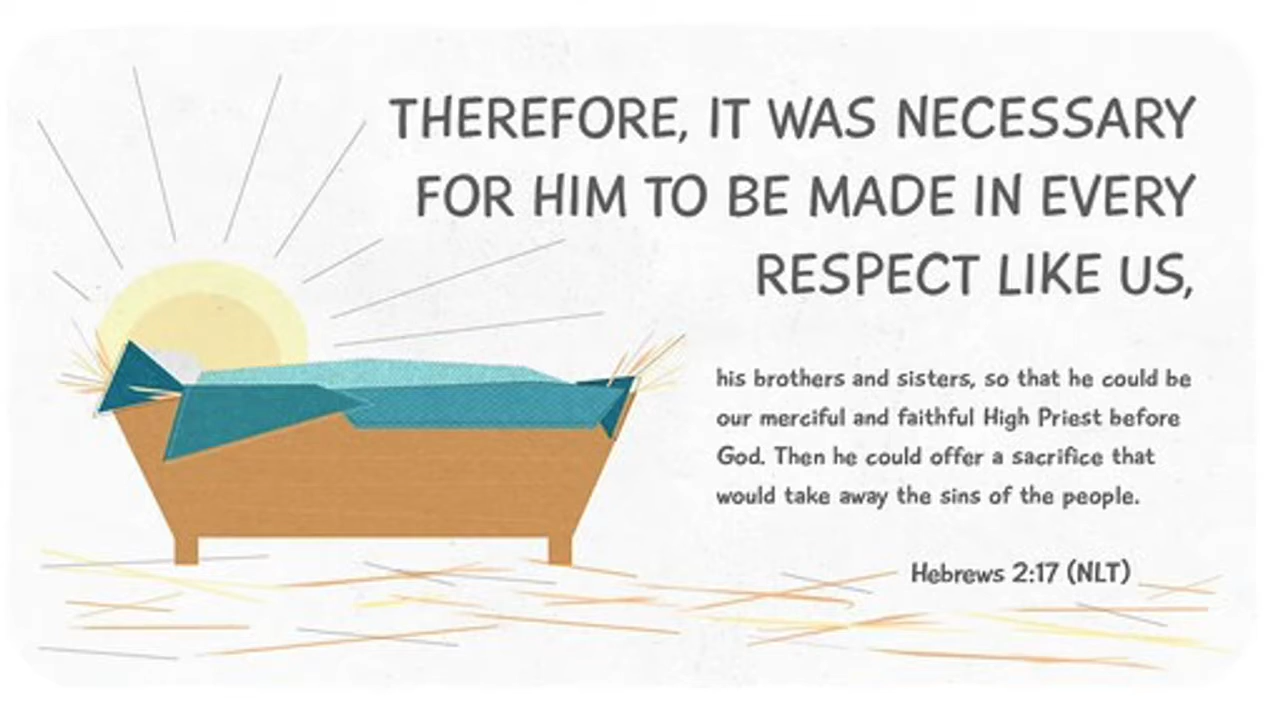 THEREFORE, IT WAS NECESSARY
FOR HIM TO BE MADE IN EVERY
RESPECT LIKE US,
his brothers and sisters, so that he could be
our merciful and faithful High Priest before
God. Then he could offer a sacrifice that
would take away the sins of the people.
Hebrews 2:17 (NLT)